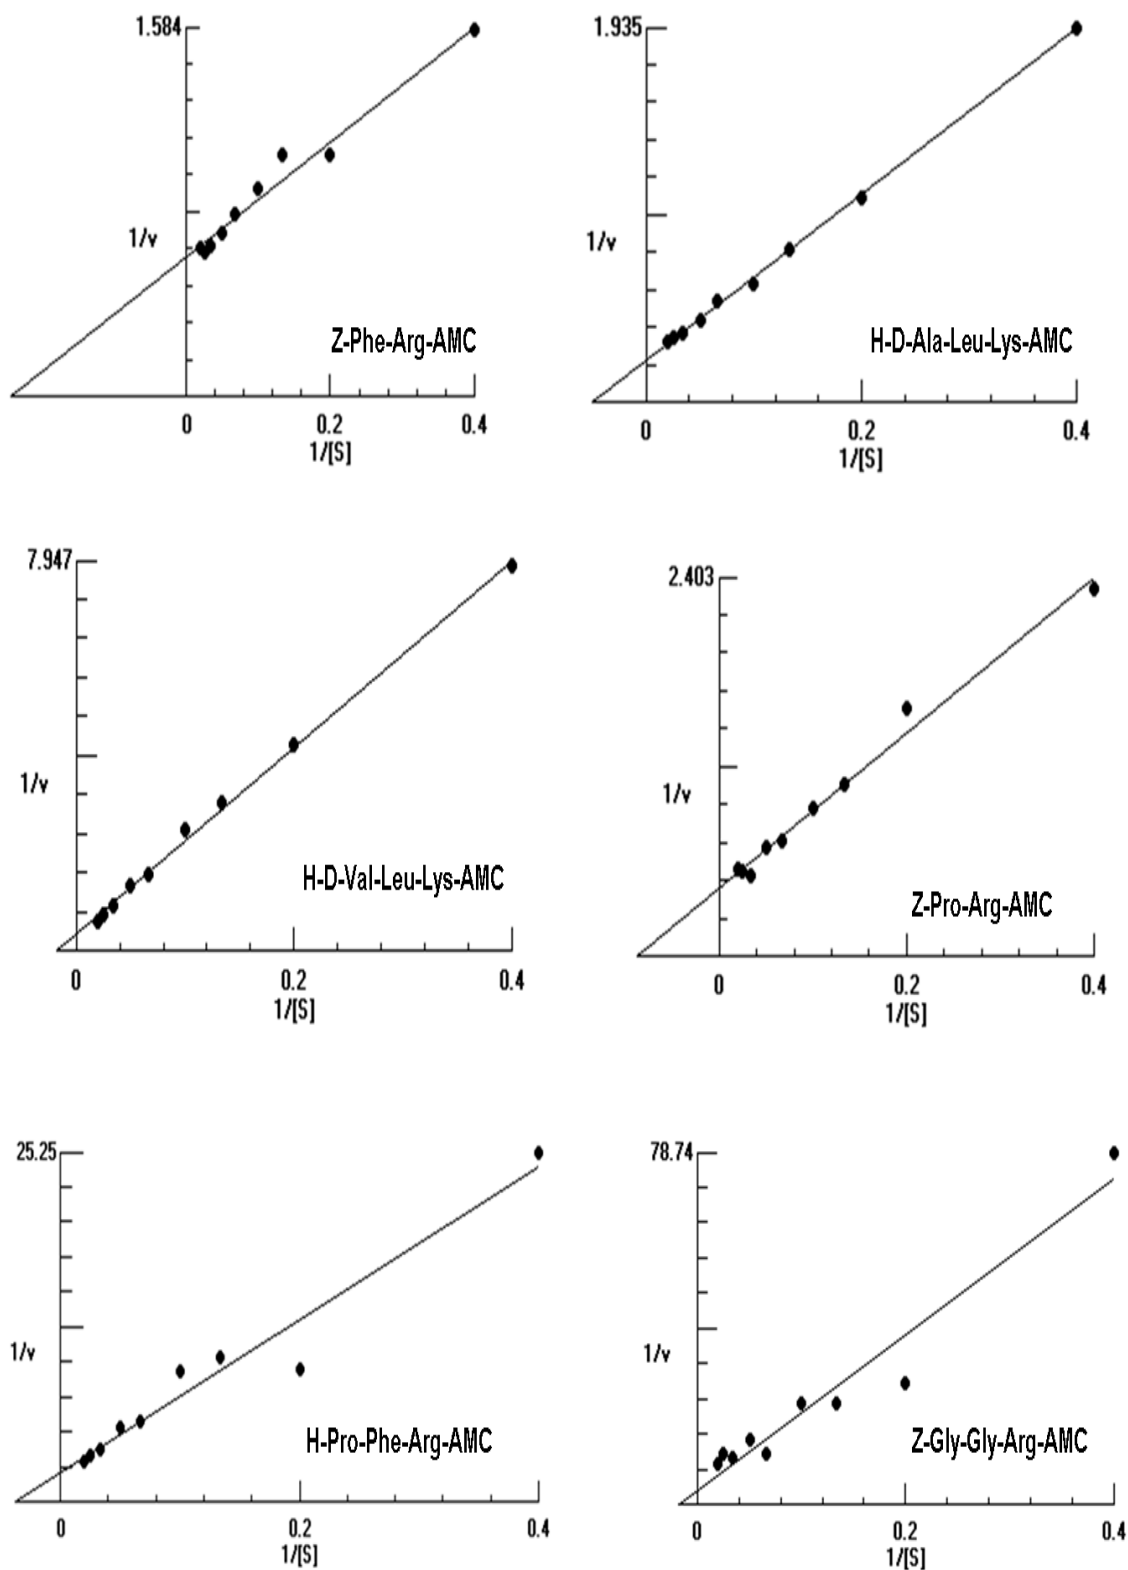 1.584
1/v
Z-Phe-Arg-AMC
0 0.2 0.4
1/[S]
1.935
1/v
H-D-Ala-Leu-Lys-AMC
0 0.2 0.4
1/[S]
7.947
1/v
H-D-Val-Leu-Lys-AMC
0 0.2 0.4
1/[S]
2.403
1/v
Z-Pro-Arg-AMC
0 0.2 0.4
1/[S]
25.25
1/v
H-Pro-Phe-Arg-AMC
0 0.2 0.4
1/[S]
78.74
1/v
Z-Gly-Gly-Arg-AMC
0 0.2 0.4
1/[S]